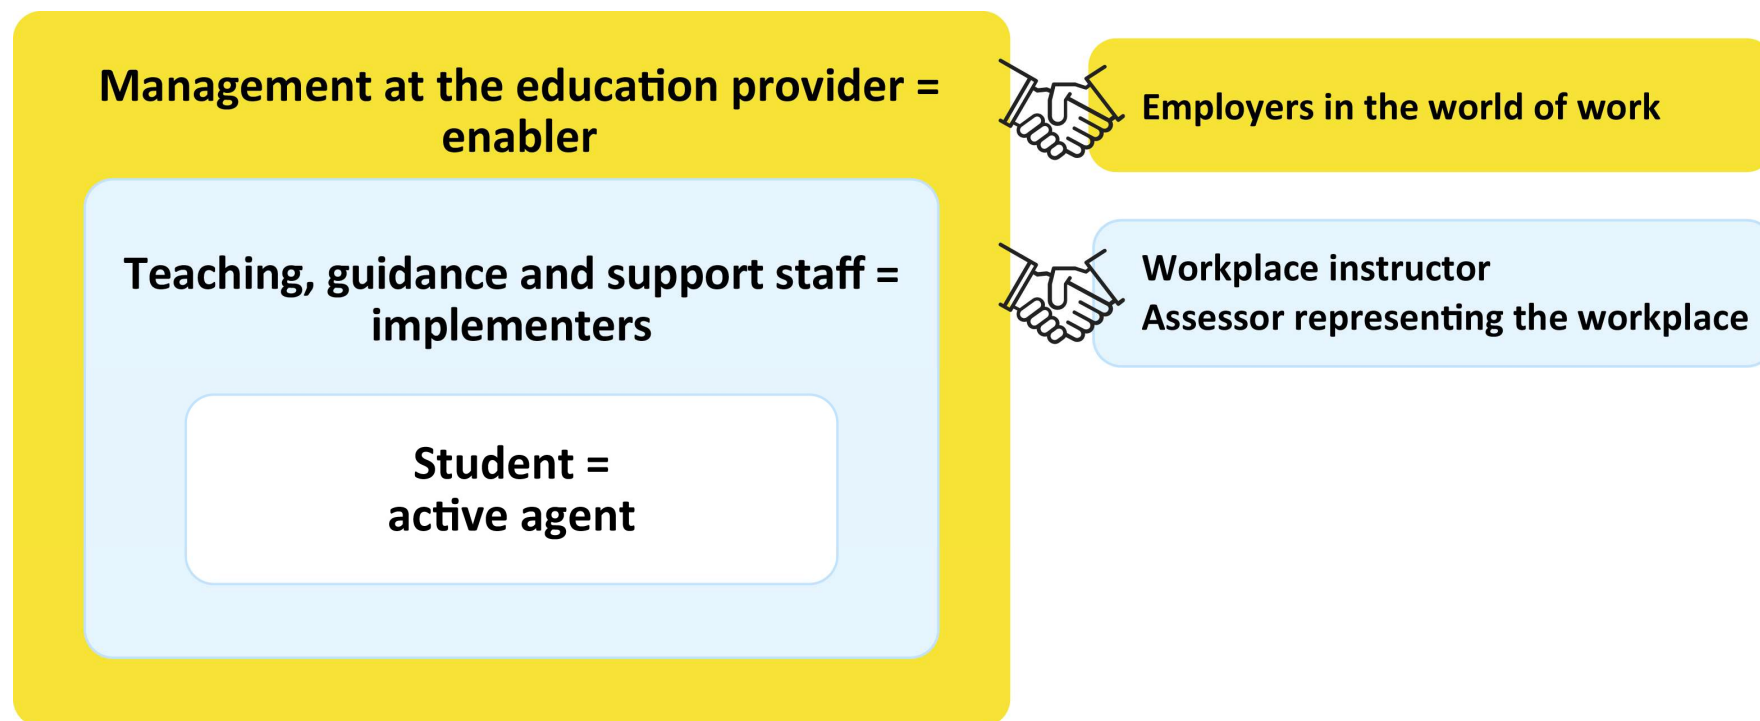 Management at the education provider =
enabler
Employers in the world of work
Teaching, guidance and support staff =
implementers
Workplace instructor
Assessor representing the workplace
Student =
active agent